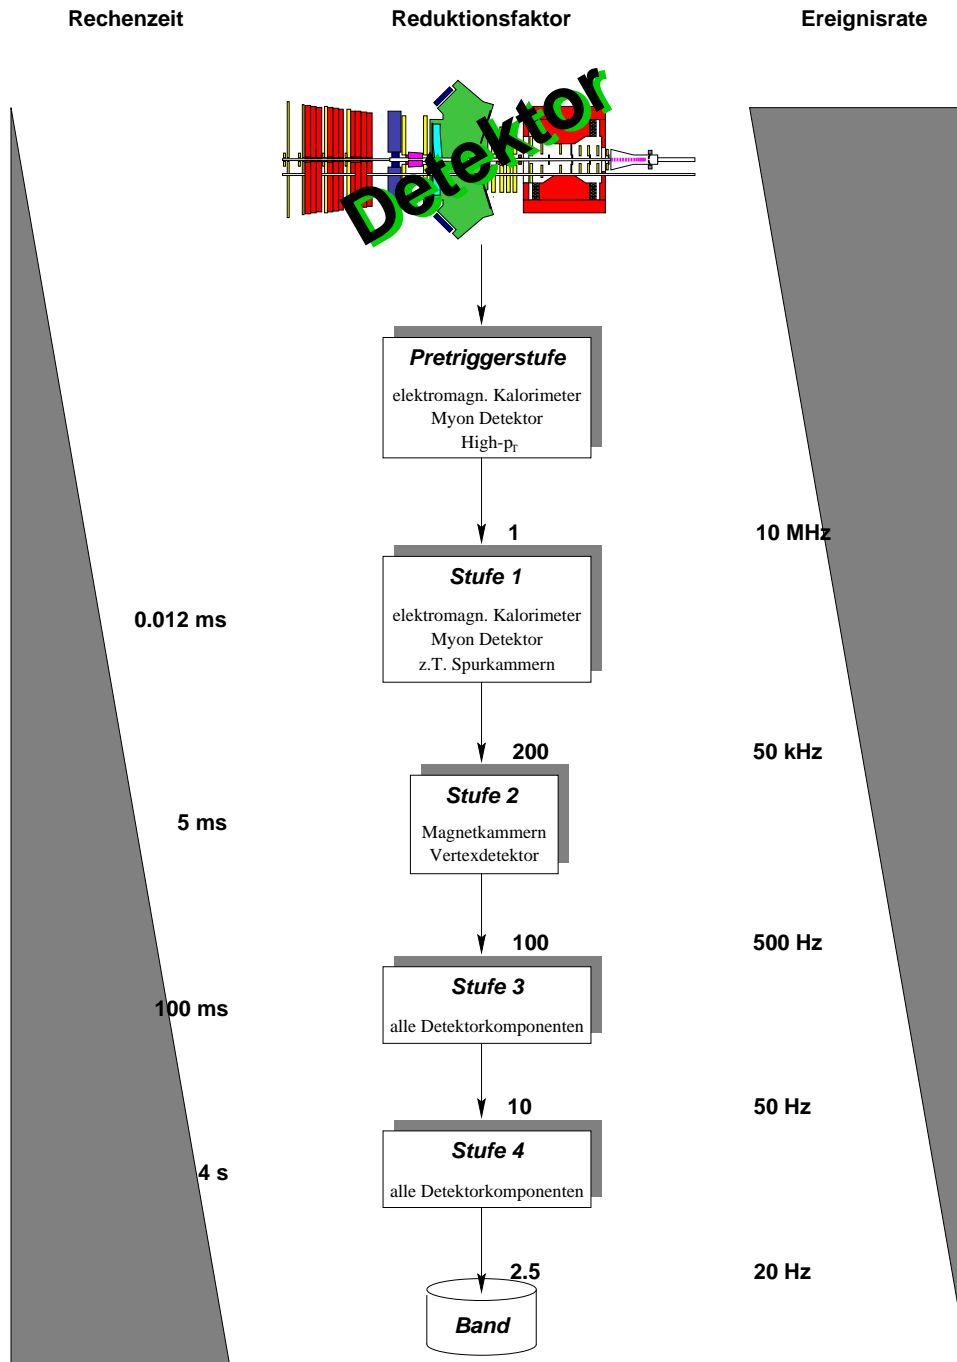 Rechenzeit Reduktionsfaktor Ereignisrate
Detektor
Pretriggerstufe
elektromagn. Kalorimeter
Myon Detektor
High-pT
1 10 MHz
Stufe 1
elektromagn. Kalorimeter
0.012 ms
Myon Detektor
z.T. Spurkammern
200 50 kHz
Stufe 2
5 ms
Magnetkammern
Vertexdetektor
100 500 Hz
Stufe 3
100 ms
alle Detektorkomponenten
10 50 Hz
Stufe 4
4 s
alle Detektorkomponenten
2.5 20 Hz
Band